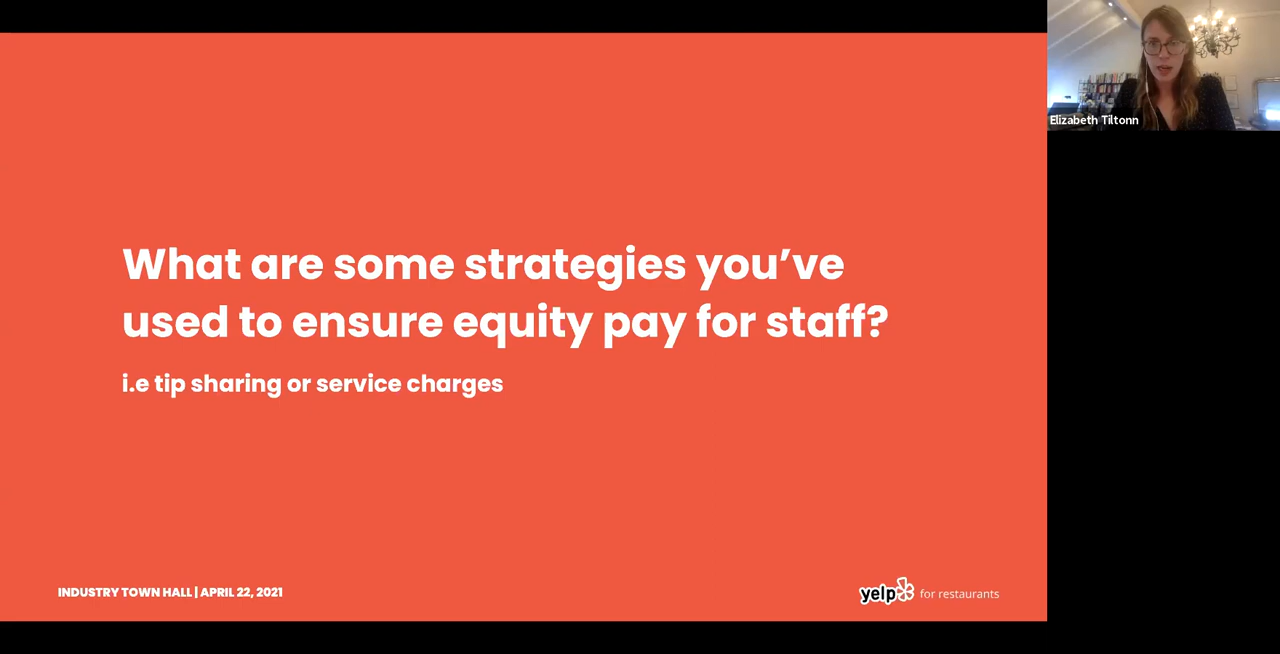 Elizabeth Tiltonn
What are some strategies you’ve
used to ensure equity pay for staff?
i.e tip sharing or service charges
INDUSTRY TOWN HALL | APRIL 22, 2021
yelp for restaurants